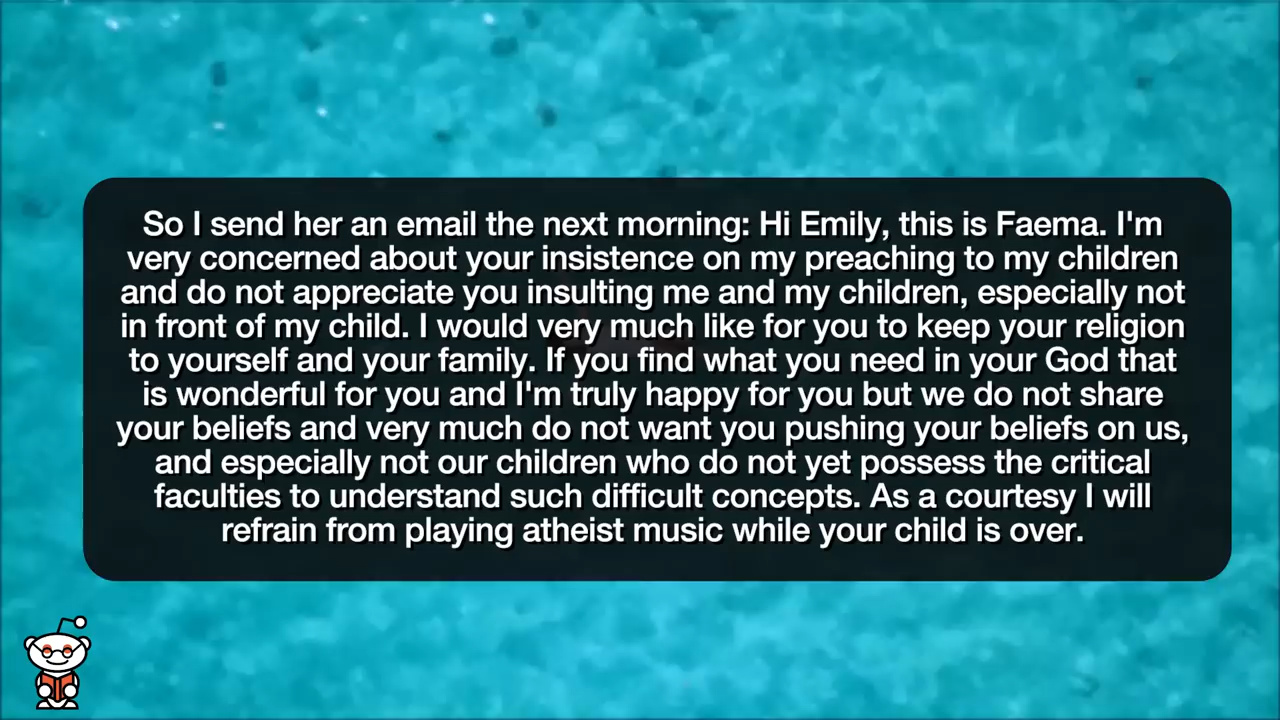 So I send her an email the next morning: Hi Emily, this is Faema. I'm
very concerned about your insistence on my preaching to my children
and do not appreciate you insulting me and my children, especially not
in front of my child. I would very much like for you to keep your religion
to yourself and your family. If you find what you need in your God that
is wonderful for you and I'm truly happy for you but we do not share
your beliefs and very much do not want you pushing your beliefs on us,
and especially not our children who do not yet possess the critical
faculties to understand such difficult concepts. As a courtesy I will
refrain from playing atheist music while your child is over.